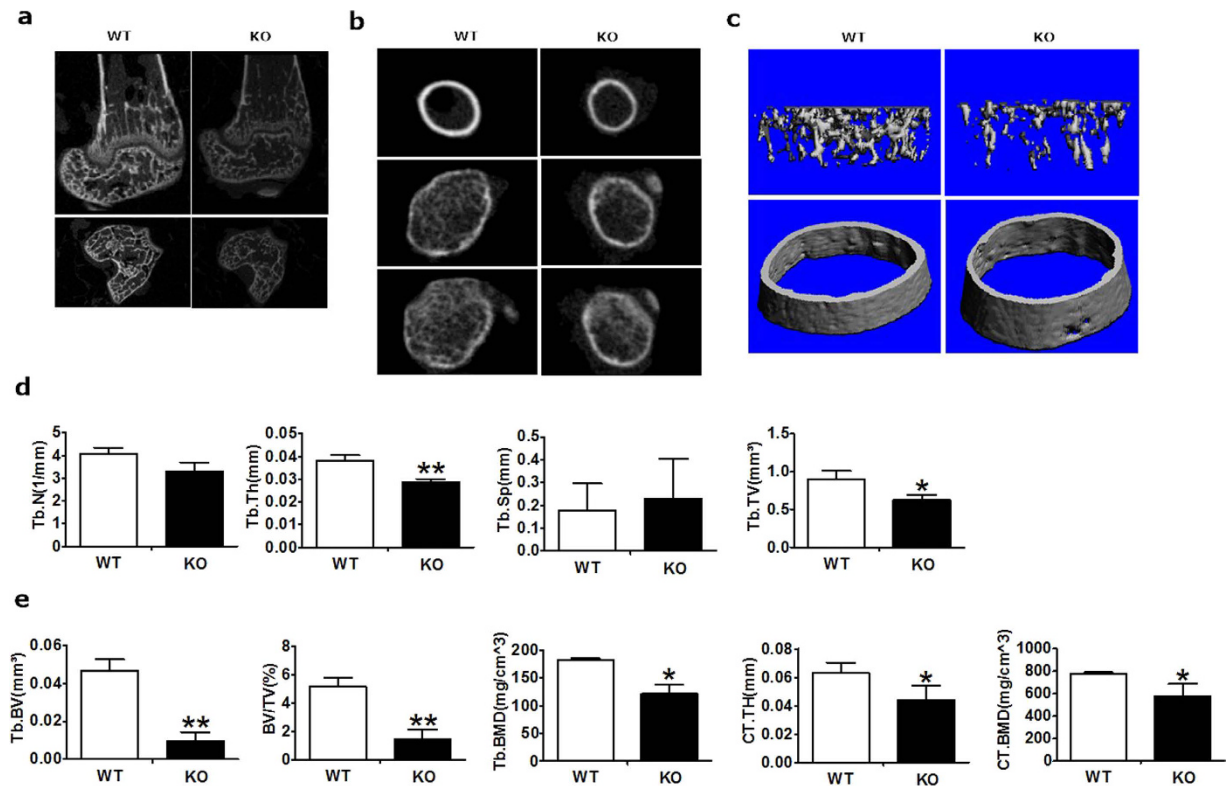 a
WT KO
b
WT KO
c
WT KO
d
Tb.N(1/mm)
5
4
3
2
1
0
WT KO
Tb.Th(mm)
0.04
0.03
0.02
0.01
0.00
**
WT KO
Tb.Sp(mm)
0.5
0.4
0.3
0.2
0.1
0.0
WT KO
Tb.TV(mm³)
1.5
1.0
0.5
0.0
*
WT KO
e
Tb.BV(mm³)
0.06
0.04
0.02
0.00
**
WT KO
BV/TV(%)
8
6
4
2
0
**
WT KO
Tb.BMD(mg/cm^3)
200
150
100
50
0
*
WT KO
CT.TH(mm)
0.08
0.06
0.04
0.02
0.00
*
WT KO
CT.BMD(mg/cm^3)
1000
800
600
400
200
0
*
WT KO